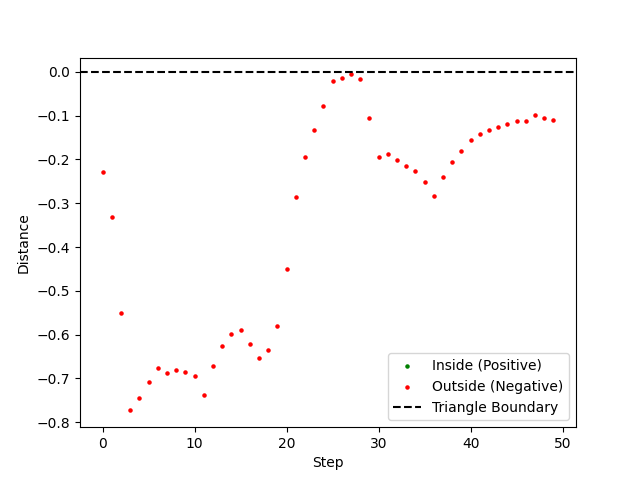 0.0
−0.1
−0.2
−0.3
−0.4
−0.5
−0.6
−0.7
−0.8
Distance
Inside (Positive)
Outside (Negative)
Triangle Boundary
0 10 20 30 40 50
Step